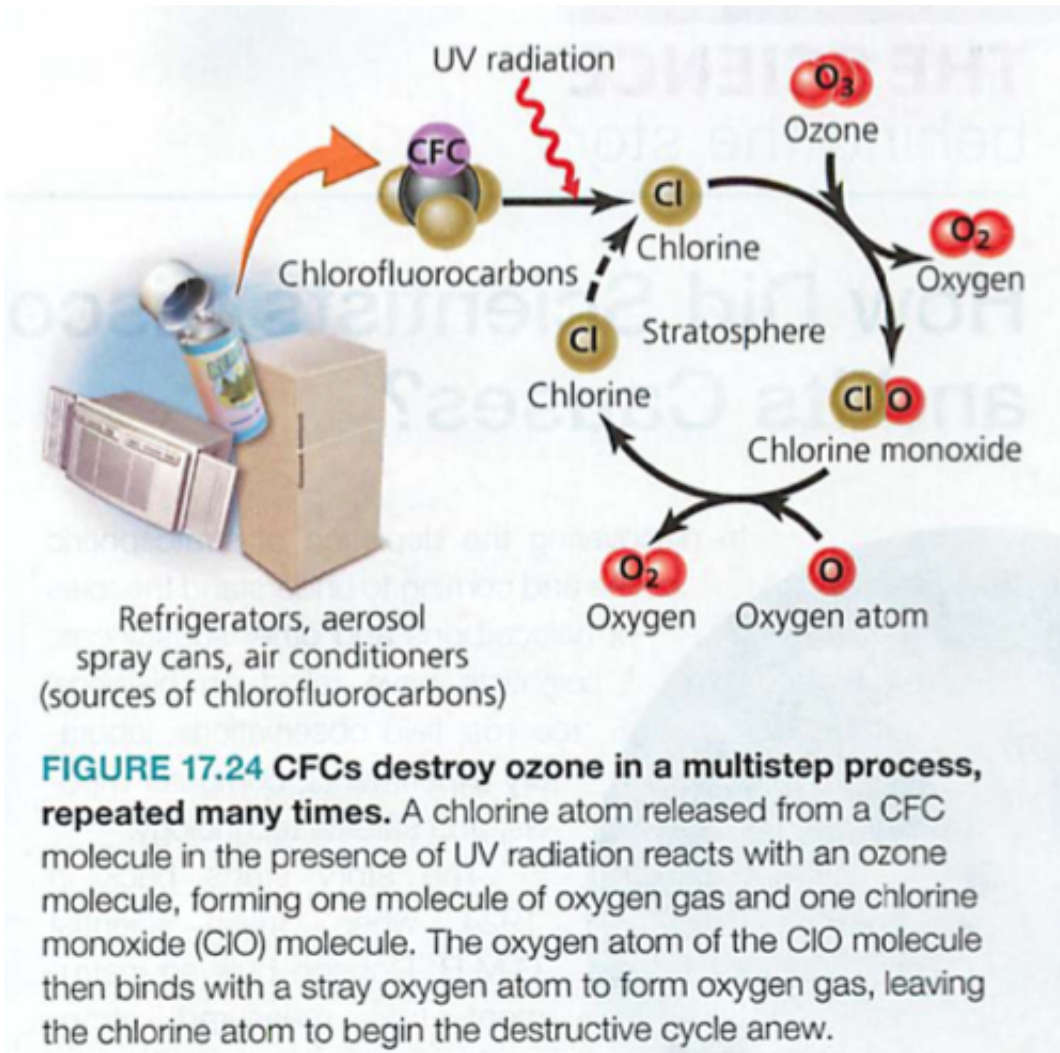 UV radiation
O3
Ozone
CFC
Cl
Chlorofluorocarbons
Chlorine
O2
Oxygen
Cl
Stratosphere
Chlorine
Cl O
Chlorine monoxide
O2
O
Oxygen
Oxygen atom
Refrigerators, aerosol
spray cans, air conditioners
(sources of chlorofluorocarbons)
FIGURE 17.24 CFCs destroy ozone in a multistep process,
repeated many times. A chlorine atom released from a CFC
molecule in the presence of UV radiation reacts with an ozone
molecule, forming one molecule of oxygen gas and one chlorine
monoxide (ClO) molecule. The oxygen atom of the ClO molecule
then binds with a stray oxygen atom to form oxygen gas, leaving
the chlorine atom to begin the destructive cycle anew.